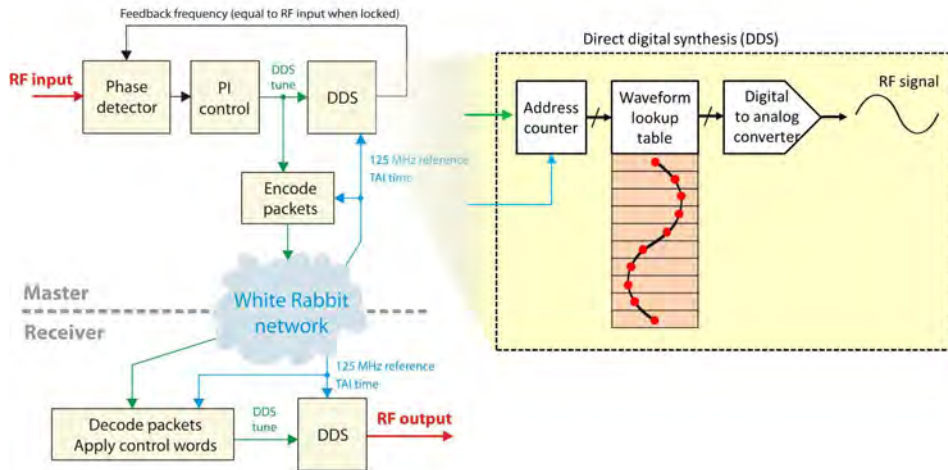 Feedback frequency (equal to RF input when locked)
RF input
Phase
detector
PI
control
DDS
tune
DDS
125 MHz reference
TAI time
Encode
packets
Master
Receiver
White Rabbit
network
125 MHz reference
TAI time
Decode packets
Apply control words
DDS
tune
DDS
RF output
Direct digital synthesis (DDS)
Address
counter
Waveform
lookup
table
Digital
to analog
converter
RF signal